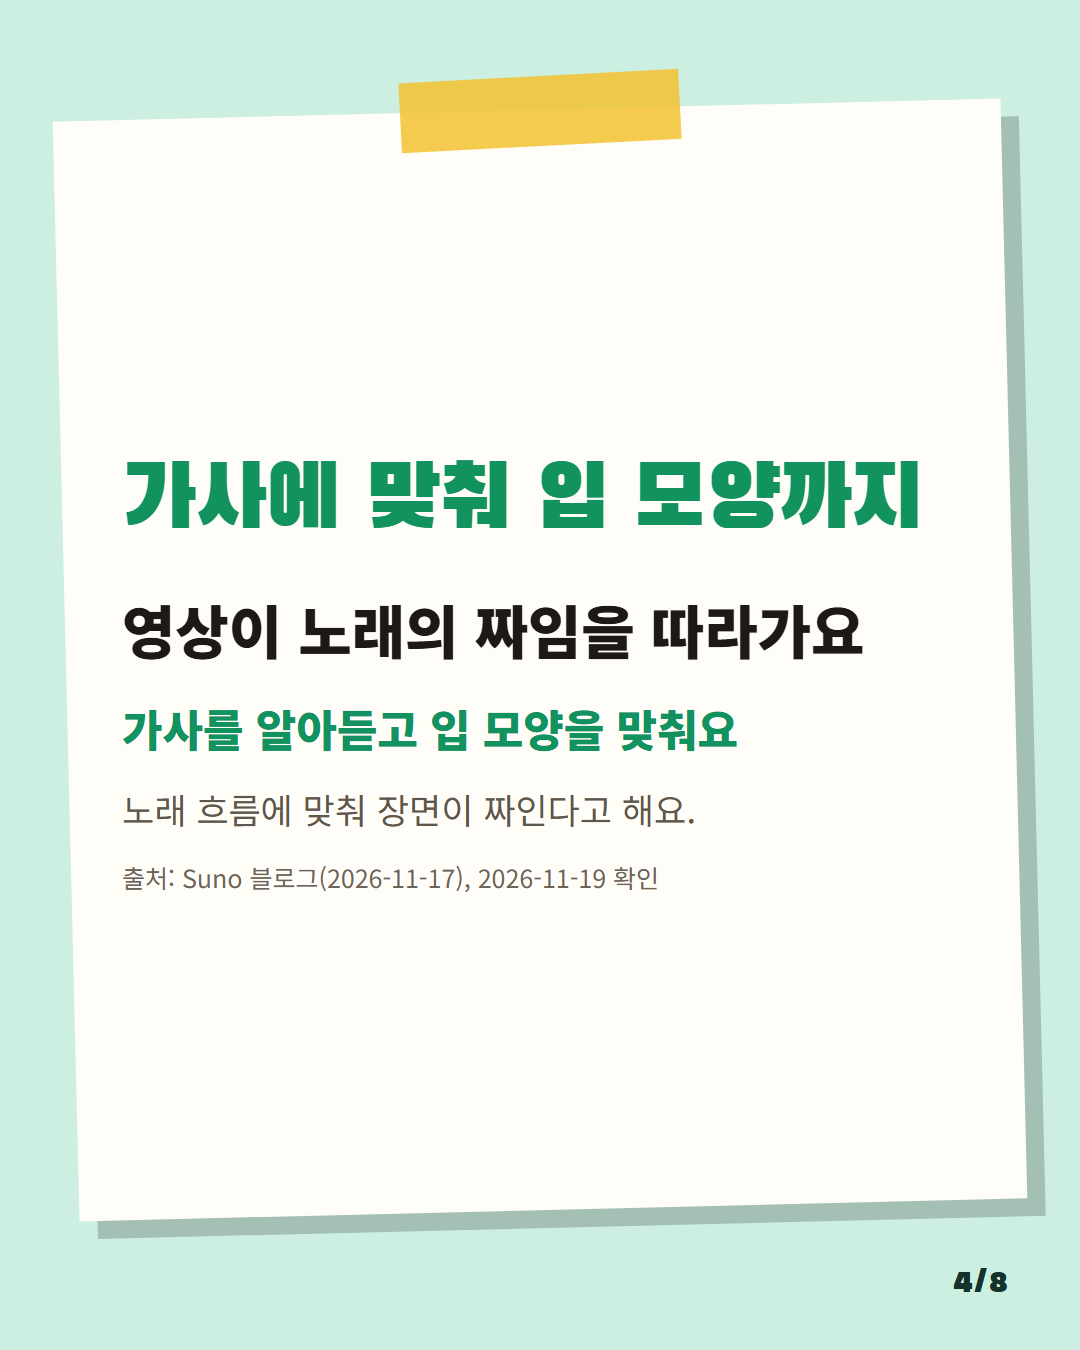 가사에 맞춰 입 모양까지
영상이 노래의 짜임을 따라가요
가사를 알아듣고 입 모양을 맞춰요
노래 흐름에 맞춰 장면이 짜인다고 해요.
출처: Suno 블로그(2026-11-17), 2026-11-19 확인
4/8